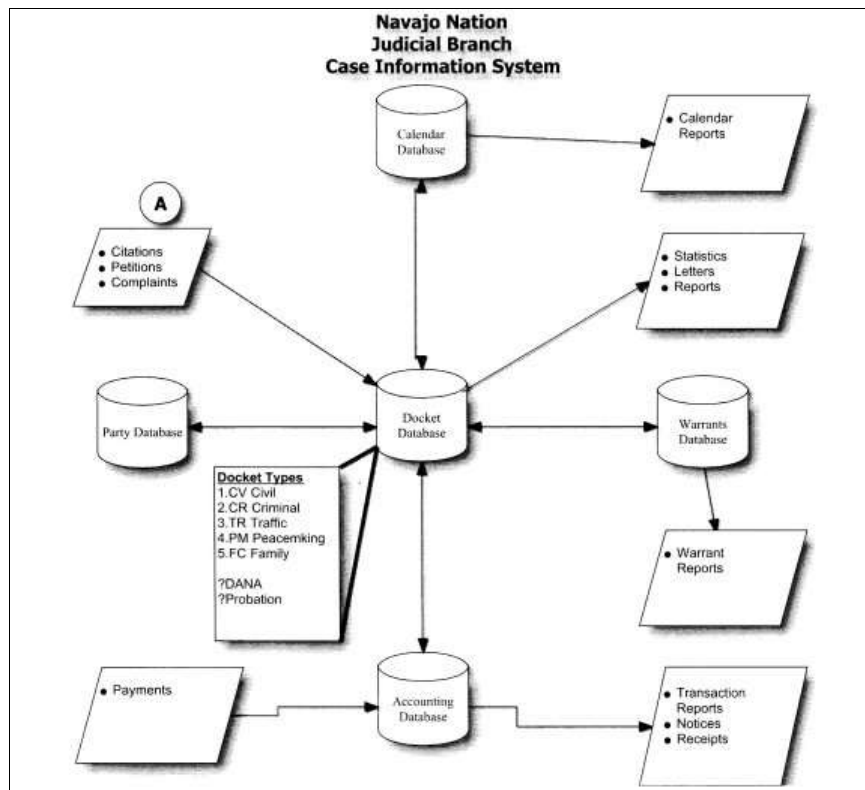 Navajo Nation
Judicial Branch
Case Information System
Calendar
Database
● Calendar
Reports
A
● Citations
● Petitions
● Complaints
● Statistics
● Letters
● Reports
Party Database
Docket
Database
Warrants
Database
Docket Types
1.CV Civil
2.CR Criminal
3.TR Traffic
4.PM Peacemking
5.FC Family
?DANA
?Probation
● Warrant
Reports
● Payments
Accounting
Database
● Transaction
Reports
● Notices
● Receipts